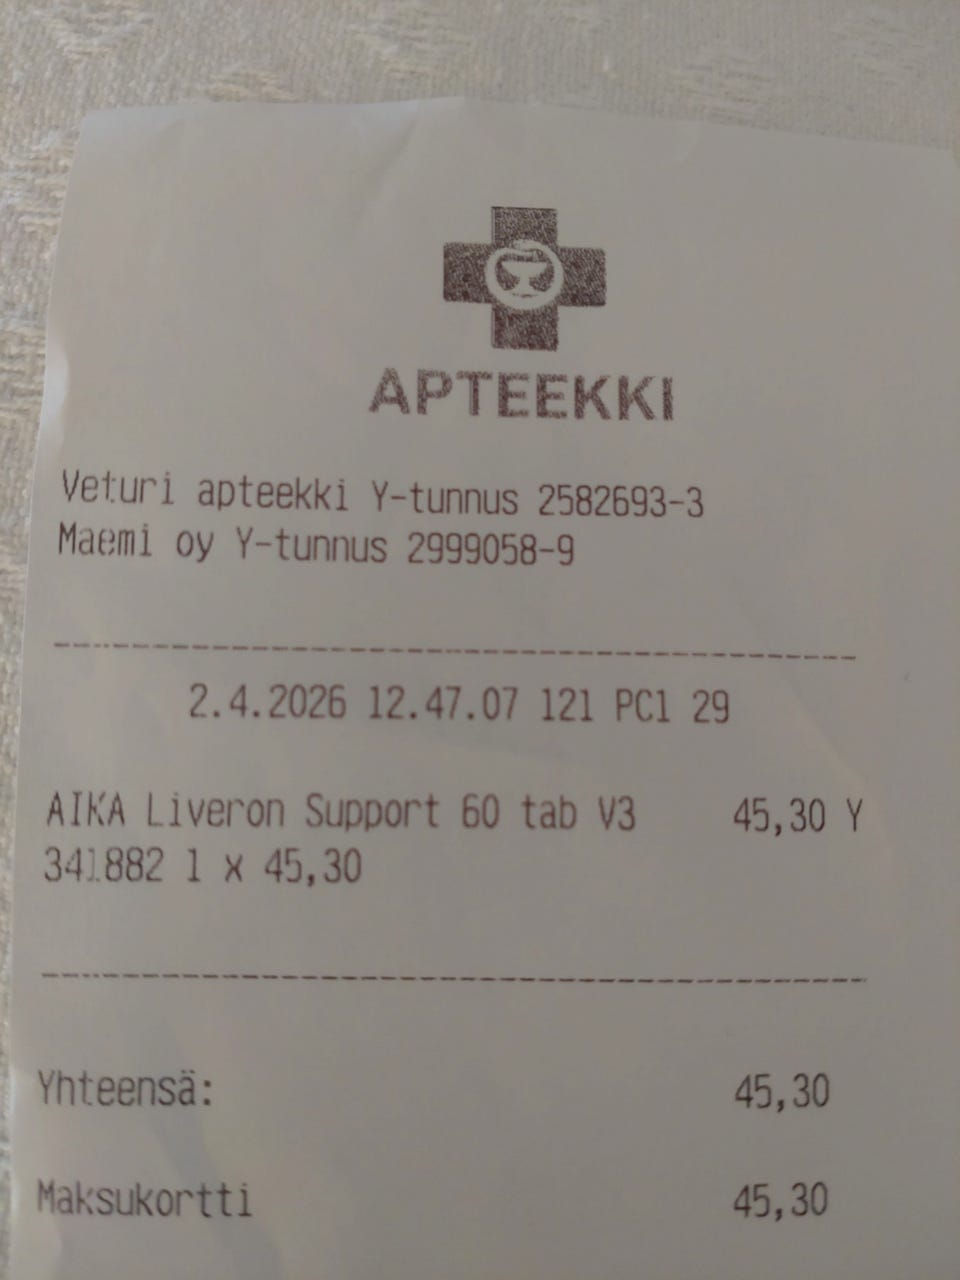 APTEEKKI
Veturi apteekki Y-tunnus 2582693-3
Maemi oy Y-tunnus 2999058-9
2.4.2026 12.47.07 121 PC1 29
AIKA Liveron Support 60 tab V3 45,30 Y
341882 1 x 45,30
Yhteensä: 45,30
Maksukortti 45,30